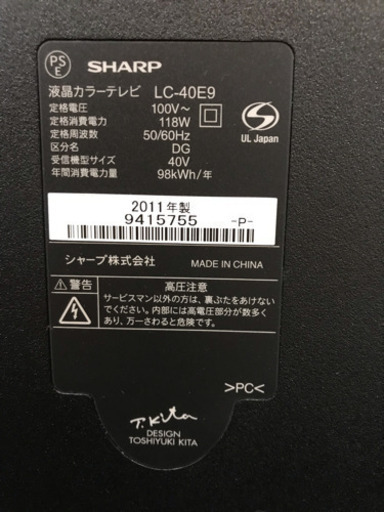 PS
E
SHARP
液晶カラーテレビ LC-40E9
定格電圧 100V~
定格消費電力 118W
定格周波数 50/60Hz
区分名 DG
受信機型サイズ 40V
年間消費電力量 98kWh/年
S
UL Japan
2011年製
9415755 -P-
シャープ株式会社 MADE IN CHINA
⚠警告 高圧注意
サービスマン以外の方は、裏ぶたをあけない
でください。内部には高電圧部分が数多く
あり、万一さわると危険です。
>PC<
T.Kita
DESIGN
TOSHIYUKI KITA